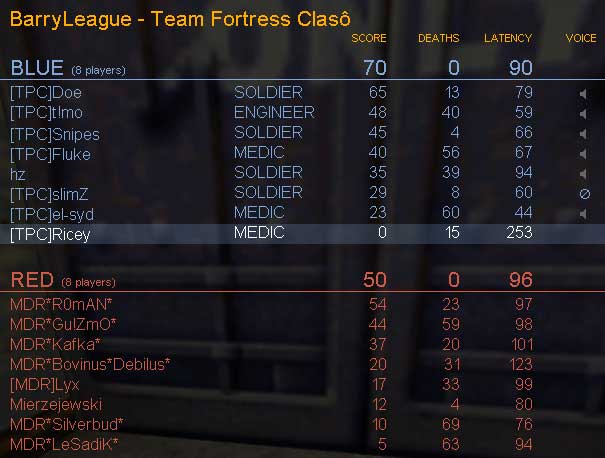 BarryLeague - Team Fortress Clasô
SCORE DEATHS LATENCY VOICE
BLUE (8 players) 70 0 90
[TPC]Doe SOLDIER 65 13 79
[TPC]t!mo ENGINEER 48 40 59
[TPC]Snipes SOLDIER 45 4 66
[TPC]Fluke MEDIC 40 56 67
hz SOLDIER 35 39 94
[TPC]slimZ SOLDIER 29 8 60
[TPC]el-syd MEDIC 23 60 44
[TPC]Ricey MEDIC 0 15 253
RED (8 players) 50 0 96
MDR*R0mAN* 54 23 97
MDR*GulZmO* 44 59 98
MDR*Kafka* 37 20 101
MDR*Bovinus*Debilus* 20 31 123
[MDR]Lyx 17 33 99
Mierzejewski 12 4 80
MDR*Silverbud* 10 69 76
MDR*LeSadiK* 5 63 94